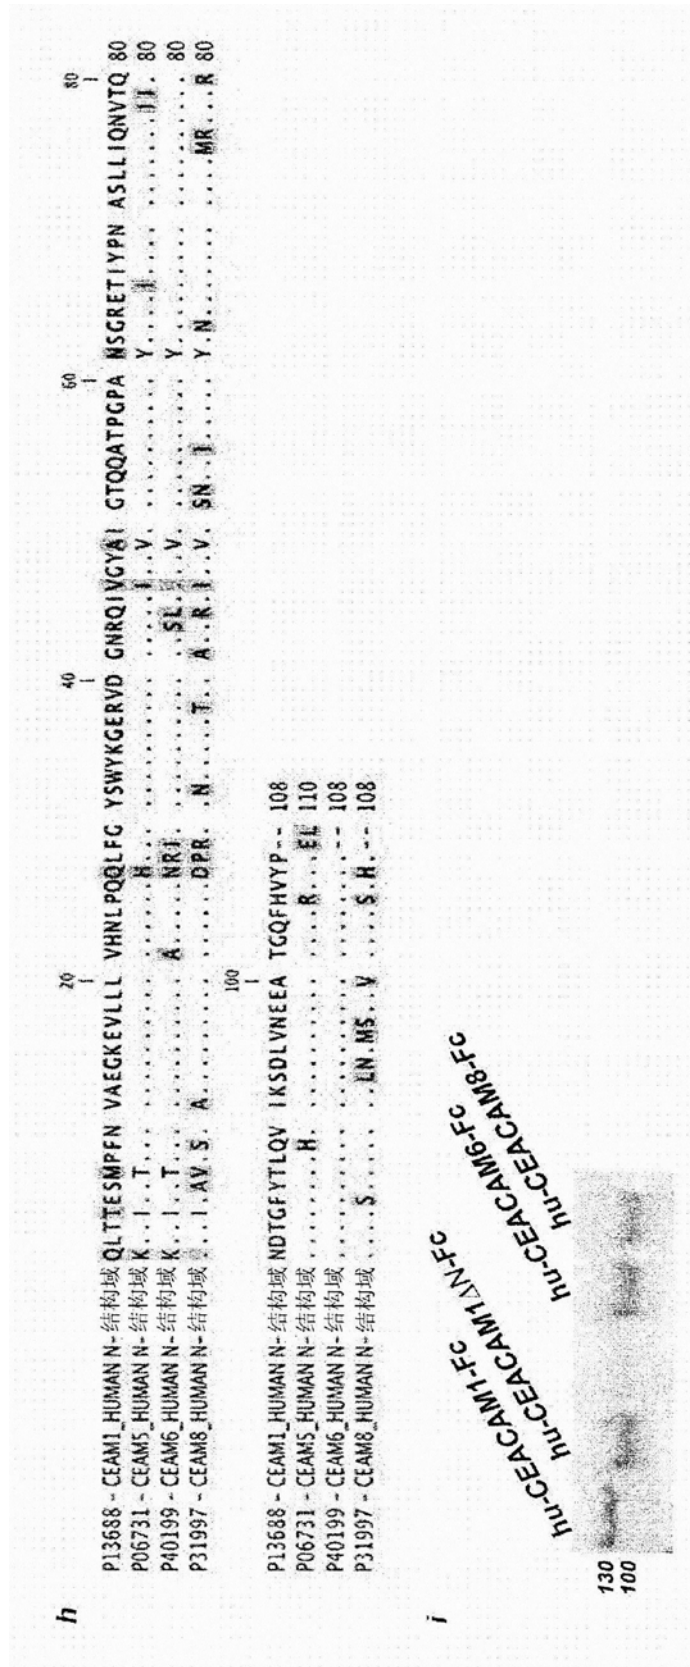 h
20 40 60 80
P13688 - CEAM1_HUMAN N-结构域 QLTTESMPFN VAEGKEVLLL VHNLPQQLFG YSWYKGERVD GNRQIVGYAI GTQQATPGPA NSGRETIYPN ASLLIQNVTQ 80
P06731 - CEAM5_HUMAN N-结构域 K..I..T... .......... ......H... .......... .....I..V. .......... Y....I.... .......II. 80
P40199 - CEAM6_HUMAN N-结构域 K..I..T... .......... A.....NRI. .......... ..SL....V. .......... Y......... .......... 80
P31997 - CEAM8_HUMAN N-结构域 ...I.AV.S. A......... ......DPR. .N.....T.. A..R.I..V. SN..I..... Y.N....... ....MR...R 80
100
P13688 - CEAM1_HUMAN N-结构域 NDTGFYTLQV IKSDLVNEEA TGQFHVYP-- 108
P06731 - CEAM5_HUMAN N-结构域 ........H. .......... ....R...EL 110
P40199 - CEAM6_HUMAN N-结构域 .......... .......... ........-- 108
P31997 - CEAM8_HUMAN N-结构域 ....S..... ..LN.MS..V ....S.H.-- 108
i
hu-CEACAM1-Fc
hu-CEACAM1ΔN-Fc
hu-CEACAM6-Fc
hu-CEACAM8-Fc
130
100